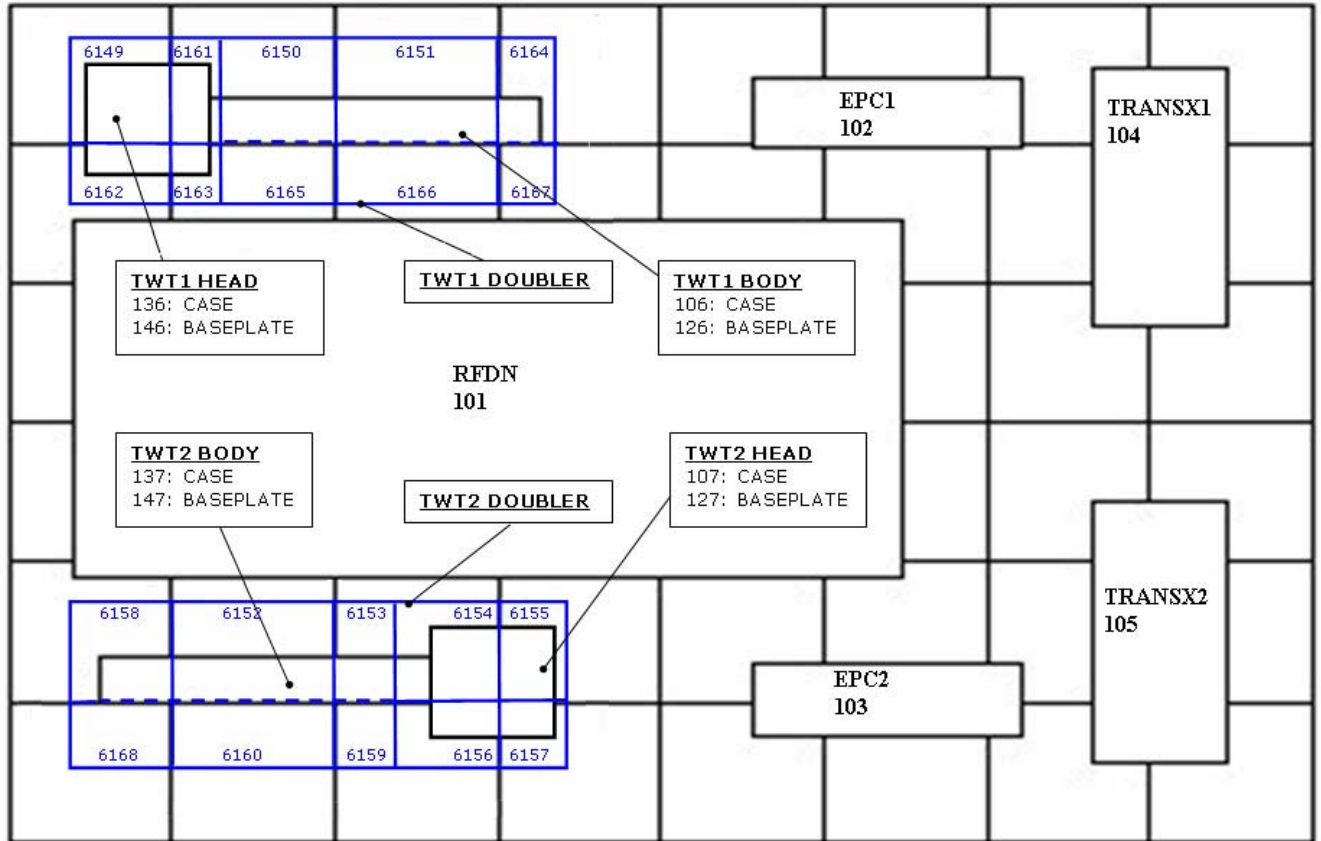 6149 6161 6150 6151 6164
6162 6163 6165 6166 6167
EPC1
102
TRANSX1
104
TWT1 HEAD
136: CASE
146: BASEPLATE
TWT1 DOUBLER
TWT1 BODY
106: CASE
126: BASEPLATE
RFDN
101
TWT2 BODY
137: CASE
147: BASEPLATE
TWT2 DOUBLER
TWT2 HEAD
107: CASE
127: BASEPLATE
6158 6152 6153 6154 6155
6168 6160 6159 6156 6157
EPC2
103
TRANSX2
105